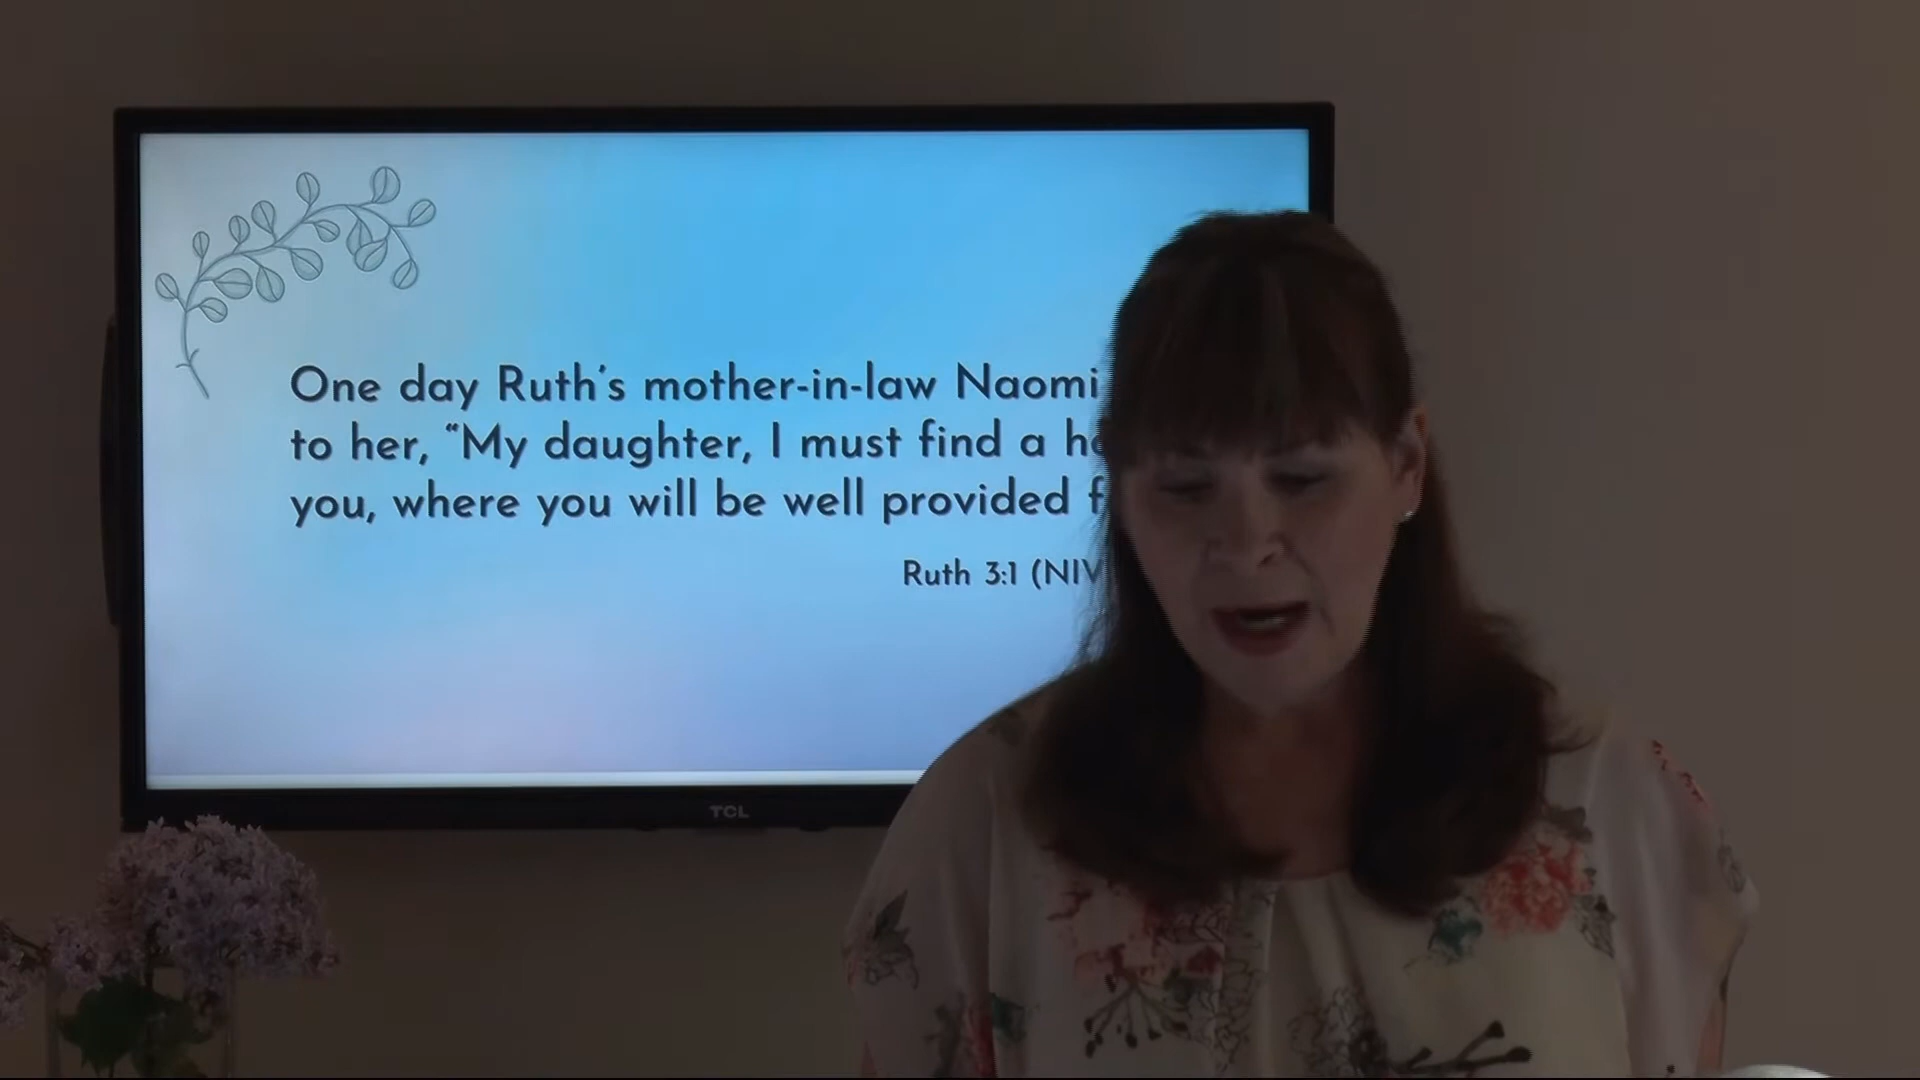 One day Ruth's mother-in-law Naomi
to her, “My daughter, I must find a
you, where you will be well provided
Ruth 3:1 (NIV
TCL